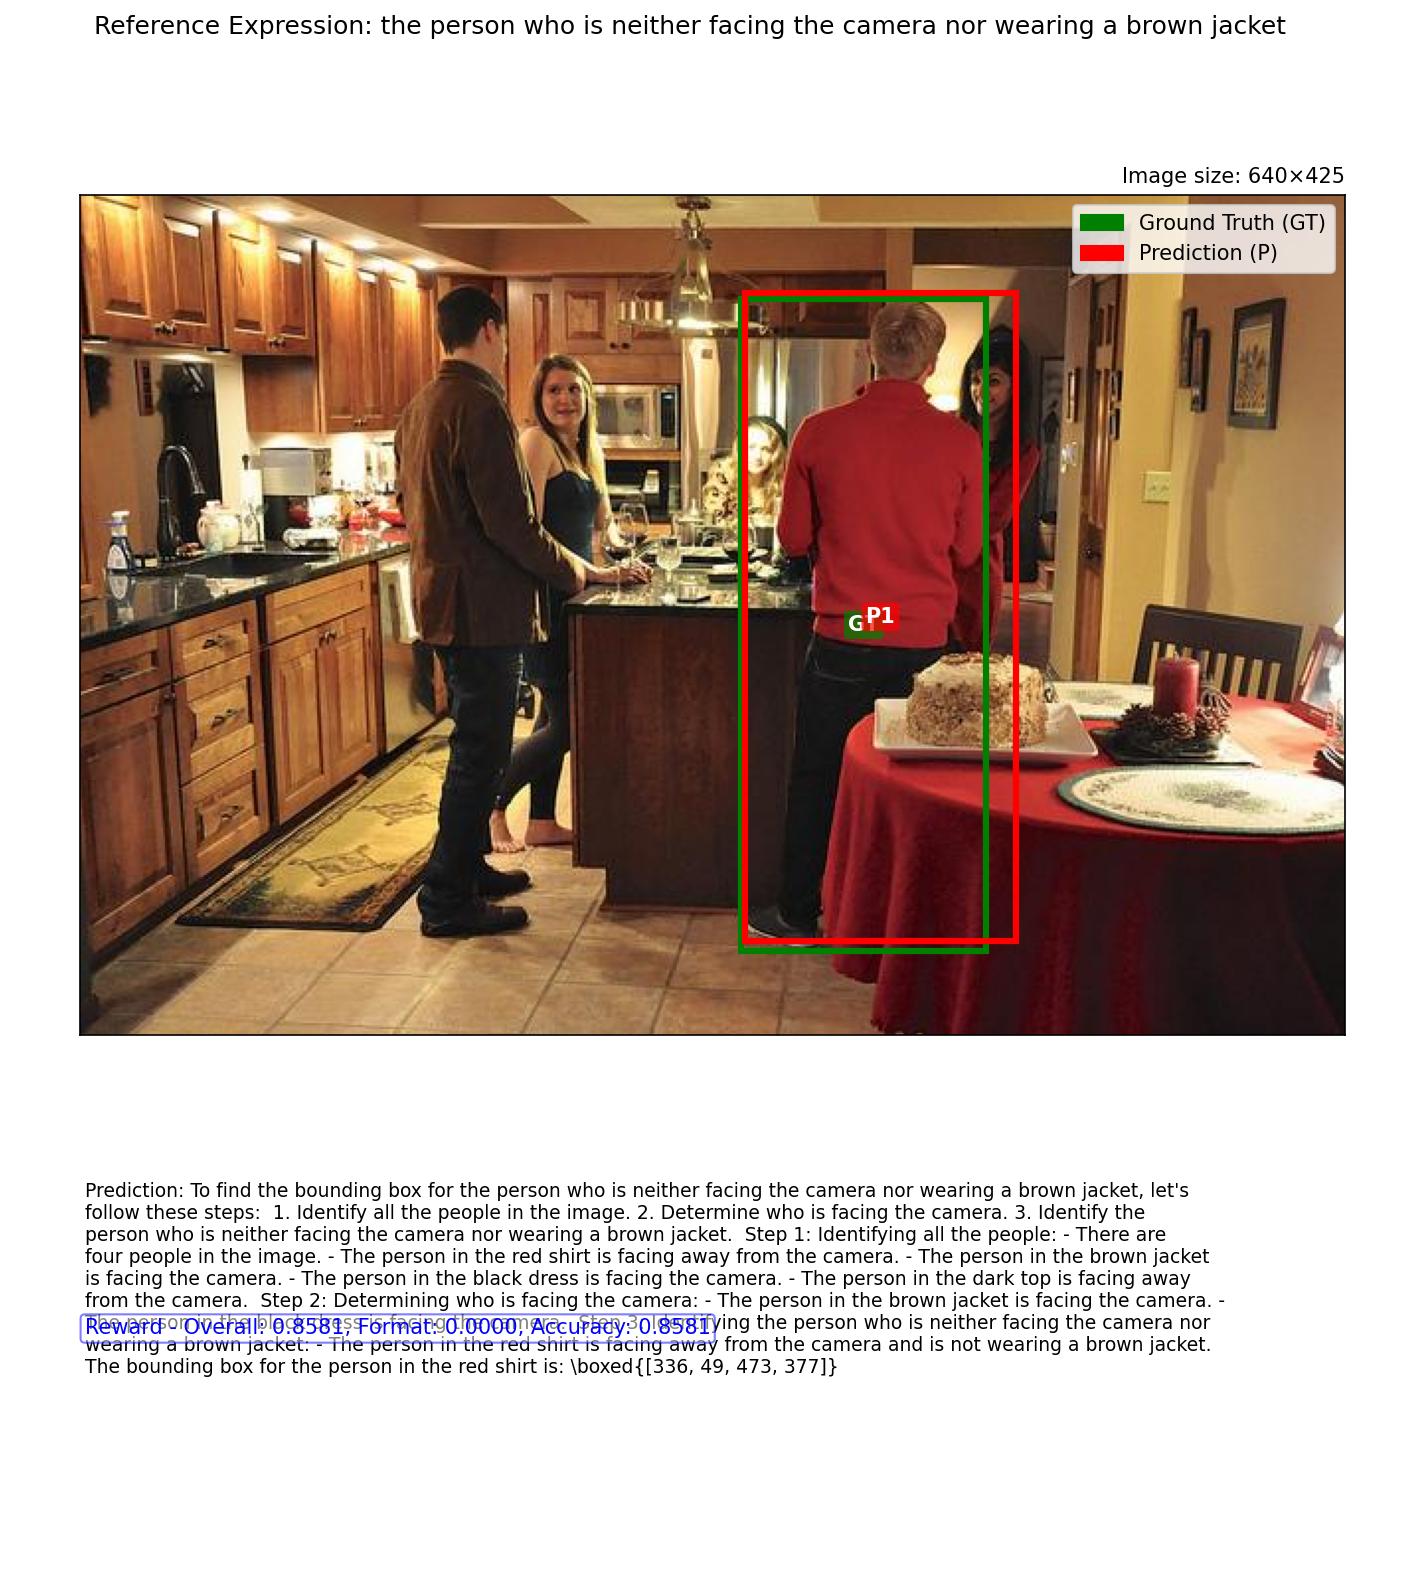 Reference Expression: the person who is neither facing the camera nor wearing a brown jacket
Image size: 640×425
Ground Truth (GT)
Prediction (P)
P1
Prediction: To find the bounding box for the person who is neither facing the camera nor wearing a brown jacket, let's
follow these steps:  1. Identify all the people in the image. 2. Determine who is facing the camera. 3. Identify the
person who is neither facing the camera nor wearing a brown jacket.  Step 1: Identifying all the people: - There are
four people in the image. - The person in the red shirt is facing away from the camera. - The person in the brown jacket
is facing the camera. - The person in the black dress is facing the camera. - The person in the dark top is facing away
from the camera.  Step 2: Determining who is facing the camera: - The person in the brown jacket is facing the camera. -
The person in the black dress is facing the camera.  Step 3: Identifying the person who is neither facing the camera nor
Reward - Overall: 0.8581, Format: 0.0000, Accuracy: 0.8581
wearing a brown jacket: - The person in the red shirt is facing away from the camera and is not wearing a brown jacket.
The bounding box for the person in the red shirt is: \boxed{[336, 49, 473, 377]}